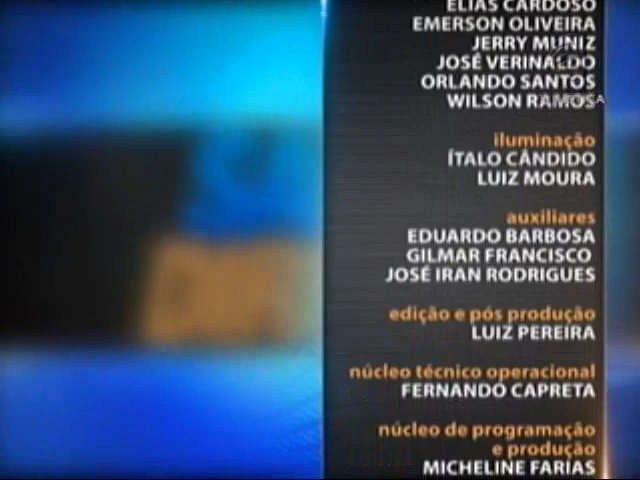 ELIAS CARDOSO
EMERSON OLIVEIRA
JERRY MUNIZ
JOSÉ VERINALDO
ORLANDO SANTOS
WILSON RAMOS
iluminação
ÍTALO CÂNDIDO
LUIZ MOURA
auxiliares
EDUARDO BARBOSA
GILMAR FRANCISCO
JOSÉ IRAN RODRIGUES
edição e pós produção
LUIZ PEREIRA
núcleo técnico operacional
FERNANDO CAPRETA
núcleo de programação
e produção
MICHELINE FARIAS